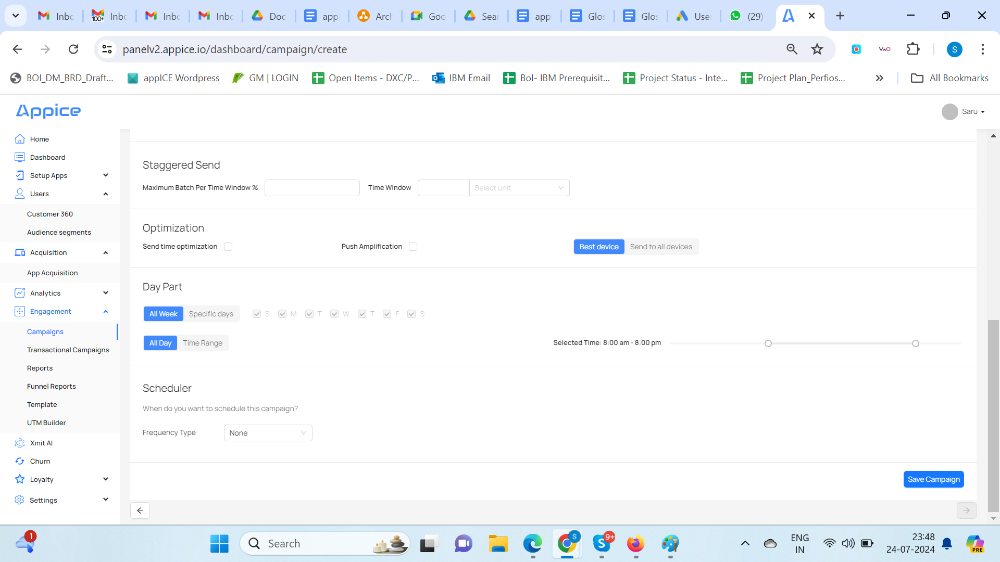 Inbc
100+
Inbc
Inbc
Inbc
Doc
app
Arch
Goo
Sear
app
Glos
Glos
User
(29)
panelv2.appice.io/dashboard/campaign/create
VWO
S
BOI_DM_BRD_Draft...
appICE Wordpress
GM | LOGIN
Open Items - DXC/P...
IBM Email
BoI- IBM Prerequisit...
Project Status - Inte...
Project Plan_Perfios...
All Bookmarks
Appice
Saru
Home
Dashboard
Setup Apps
Users
Customer 360
Audience segments
Acquisition
App Acquisition
Analytics
Engagement
Campaigns
Transactional Campaigns
Reports
Funnel Reports
Template
UTM Builder
Xmit AI
Churn
Loyalty
Settings
Staggered Send
Maximum Batch Per Time Window % Time Window Select unit
Optimization
Send time optimization Push Amplification Best device Send to all devices
Day Part
All Week Specific days S M T W T F S
All Day Time Range Selected Time: 8:00 am - 8:00 pm
Scheduler
When do you want to schedule this campaign?
Frequency Type None
Save Campaign
1
Search
S
9+
ENG
IN
23:48
24-07-2024
PRE